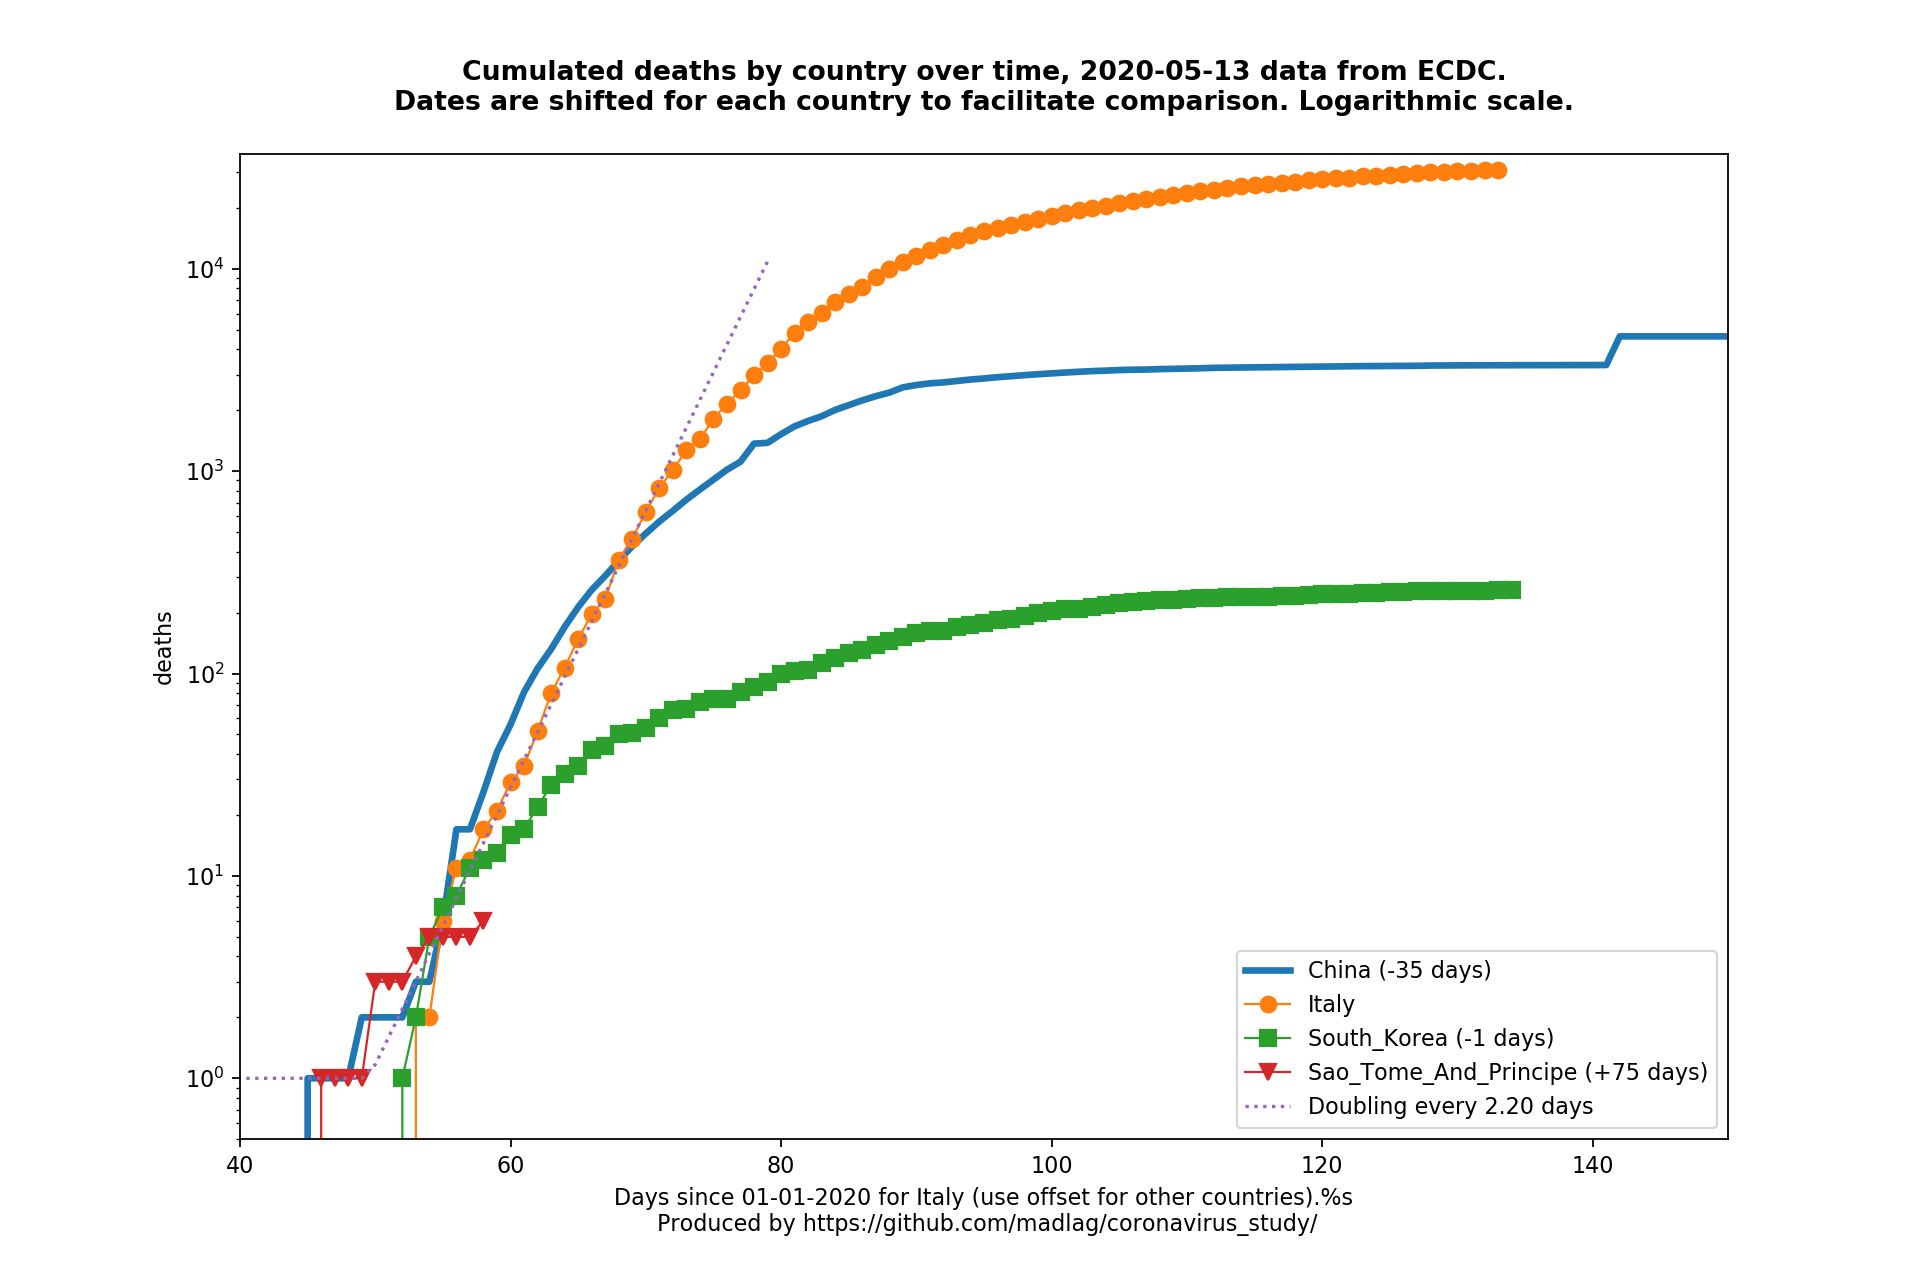 Cumulated deaths by country over time, 2020-05-13 data from ECDC.
Dates are shifted for each country to facilitate comparison. Logarithmic scale.
deaths
10⁴
10³
10²
10¹
10⁰
40 60 80 100 120 140
China (-35 days)
Italy
South_Korea (-1 days)
Sao_Tome_And_Principe (+75 days)
Doubling every 2.20 days
Days since 01-01-2020 for Italy (use offset for other countries).%s
Produced by https://github.com/madlag/coronavirus_study/